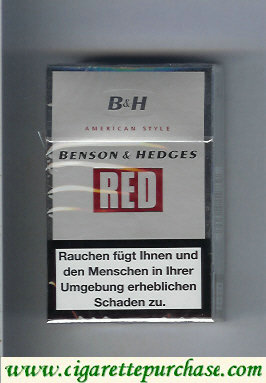 B&H
AMERICAN STYLE
BENSON & HEDGES
RED
Rauchen fügt Ihnen und
den Menschen in Ihrer
Umgebung erheblichen
Schaden zu.
www.cigarettepurchase.com